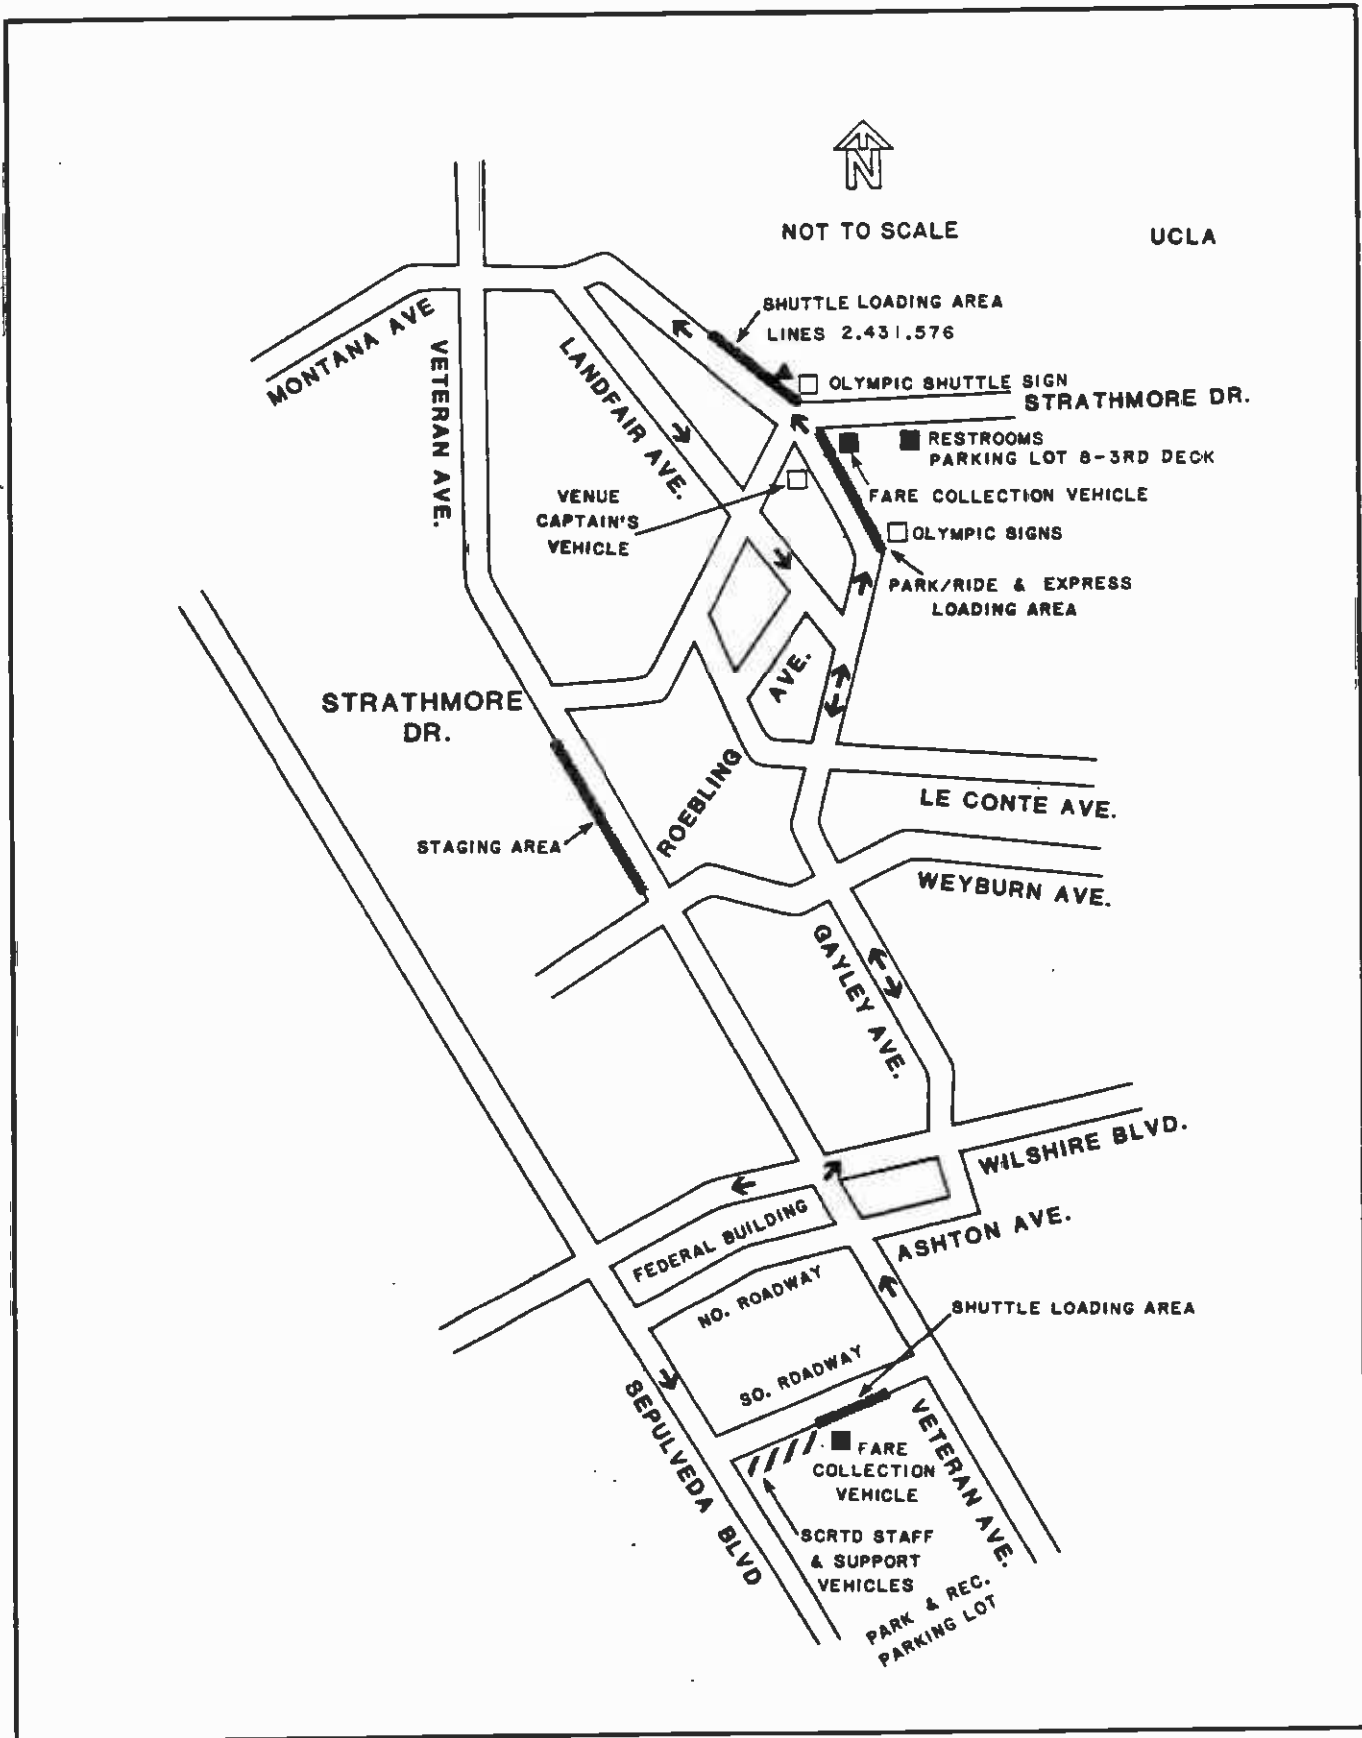 N
NOT TO SCALE
UCLA
SHUTTLE LOADING AREA
LINES 2.431.576
MONTANA AVE
VETERAN AVE.
LANDFAIR AVE.
OLYMPIC SHUTTLE SIGN
STRATHMORE DR.
RESTROOMS
PARKING LOT 8-3RD DECK
FARE COLLECTION VEHICLE
VENUE
CAPTAIN'S
VEHICLE
OLYMPIC SIGNS
PARK/RIDE & EXPRESS
LOADING AREA
STRATHMORE
DR.
ROEBLING
AVE.
LE CONTE AVE.
STAGING AREA
WEYBURN AVE.
GAYLEY AVE.
WILSHIRE BLVD.
FEDERAL BUILDING
ASHTON AVE.
NO. ROADWAY
SHUTTLE LOADING AREA
SO. ROADWAY
SEPULVEDA BLVD
VETERAN AVE.
FARE
COLLECTION
VEHICLE
SCRTD STAFF
& SUPPORT
VEHICLES
PARK & REC.
PARKING LOT